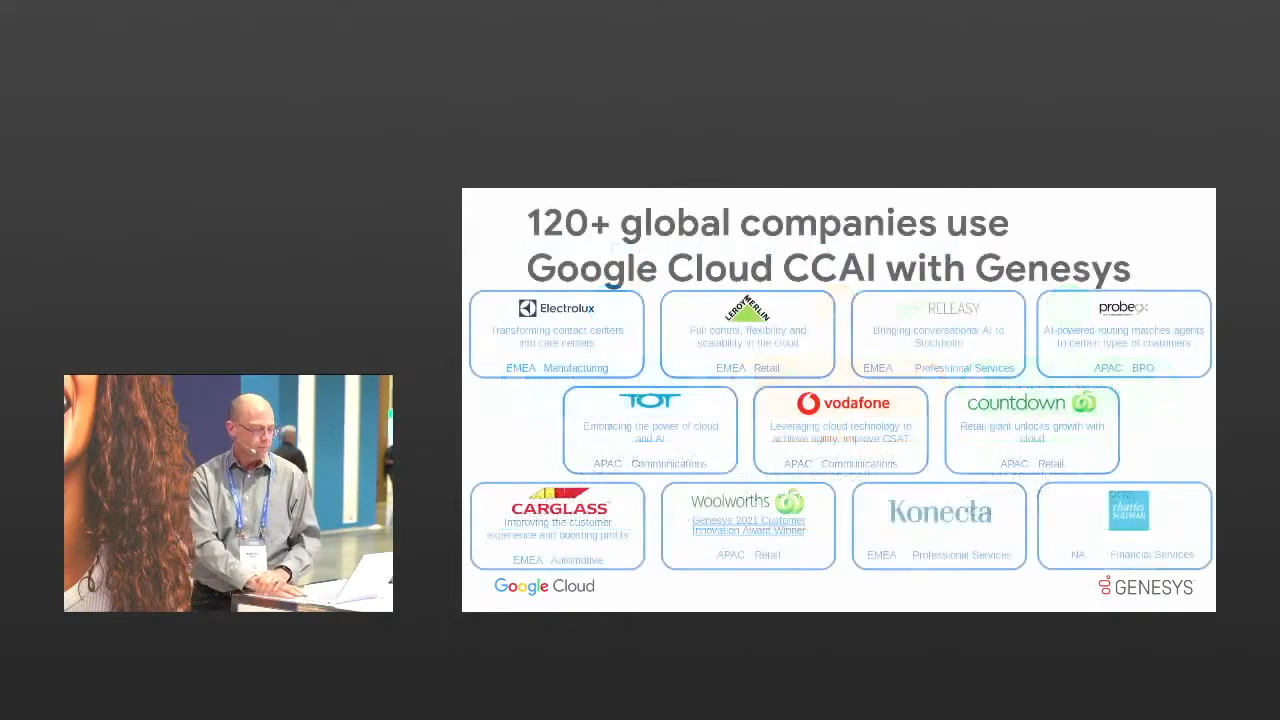 120+ global companies use
Google Cloud CCAI with Genesys
Electrolux
Transforming contact centers
into care centers
EMEA Manufacturing
LEROY MERLIN
Full control, flexibility and
scalability in the cloud
EMEA Retail
RELEASY
Bringing conversational AI to
Stockholm
EMEA Professional Services
probe cx
AI-powered routing matches agents
to certain types of customers
APAC BPO
TOT
Embracing the power of cloud
and AI
APAC Communications
vodafone
Leveraging cloud technology to
achieve agility, improve CSAT
APAC Communications
countdown
Retail giant unlocks growth with
cloud
APAC Retail
CARGLASS
Improving the customer
experience and boosting profits
EMEA Automotive
Woolworths
Genesys 2021 Customer
Innovation Award Winner
APAC Retail
Konecta
EMEA Professional Services
charles
SCHWAB
NA Financial Services
Google Cloud
GENESYS